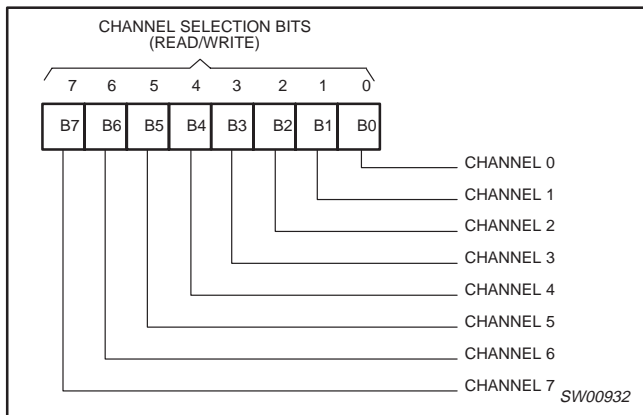 CHANNEL SELECTION BITS
(READ/WRITE)
7 6 5 4 3 2 1 0
B7 B6 B5 B4 B3 B2 B1 B0
CHANNEL 0
CHANNEL 1
CHANNEL 2
CHANNEL 3
CHANNEL 4
CHANNEL 5
CHANNEL 6
CHANNEL 7
SW00932